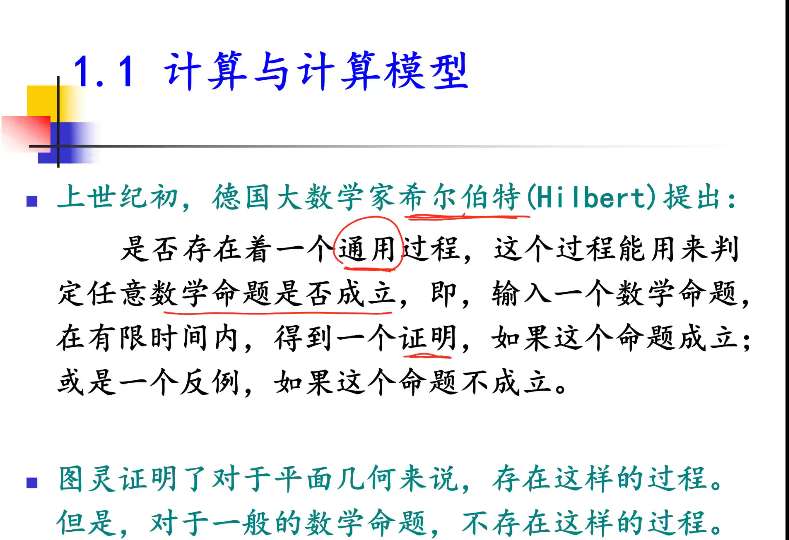 1.1 计算与计算模型
上世纪初，德国大数学家希尔伯特(Hilbert)提出：
是否存在着一个通用过程，这个过程能用来判
定任意数学命题是否成立，即，输入一个数学命题，
在有限时间内，得到一个证明，如果这个命题成立；
或是一个反例，如果这个命题不成立。
图灵证明了对于平面几何来说，存在这样的过程。
但是，对于一般的数学命题，不存在这样的过程。